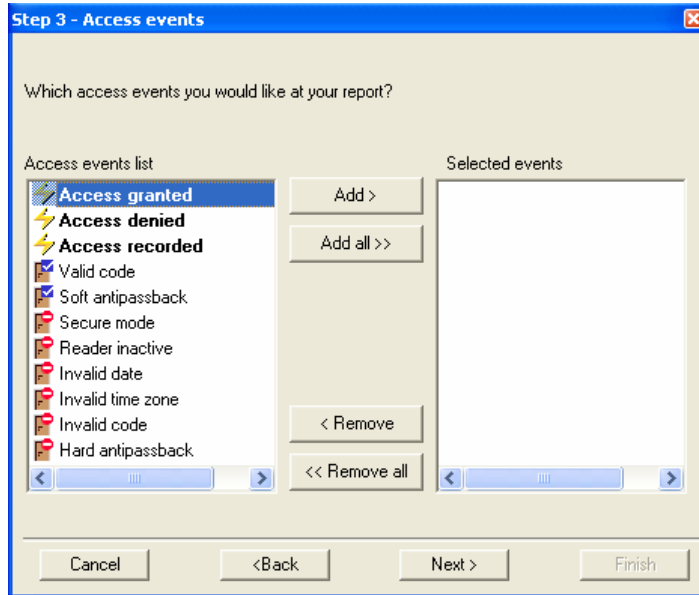 Step 3 - Access events
Which access events you would like at your report?
Access events list
Selected events
Access granted
Access denied
Access recorded
Valid code
Soft antipassback
Secure mode
Reader inactive
Invalid date
Invalid time zone
Invalid code
Hard antipassback
Add >
Add all >>
< Remove
<< Remove all
Cancel
<Back
Next >
Finish